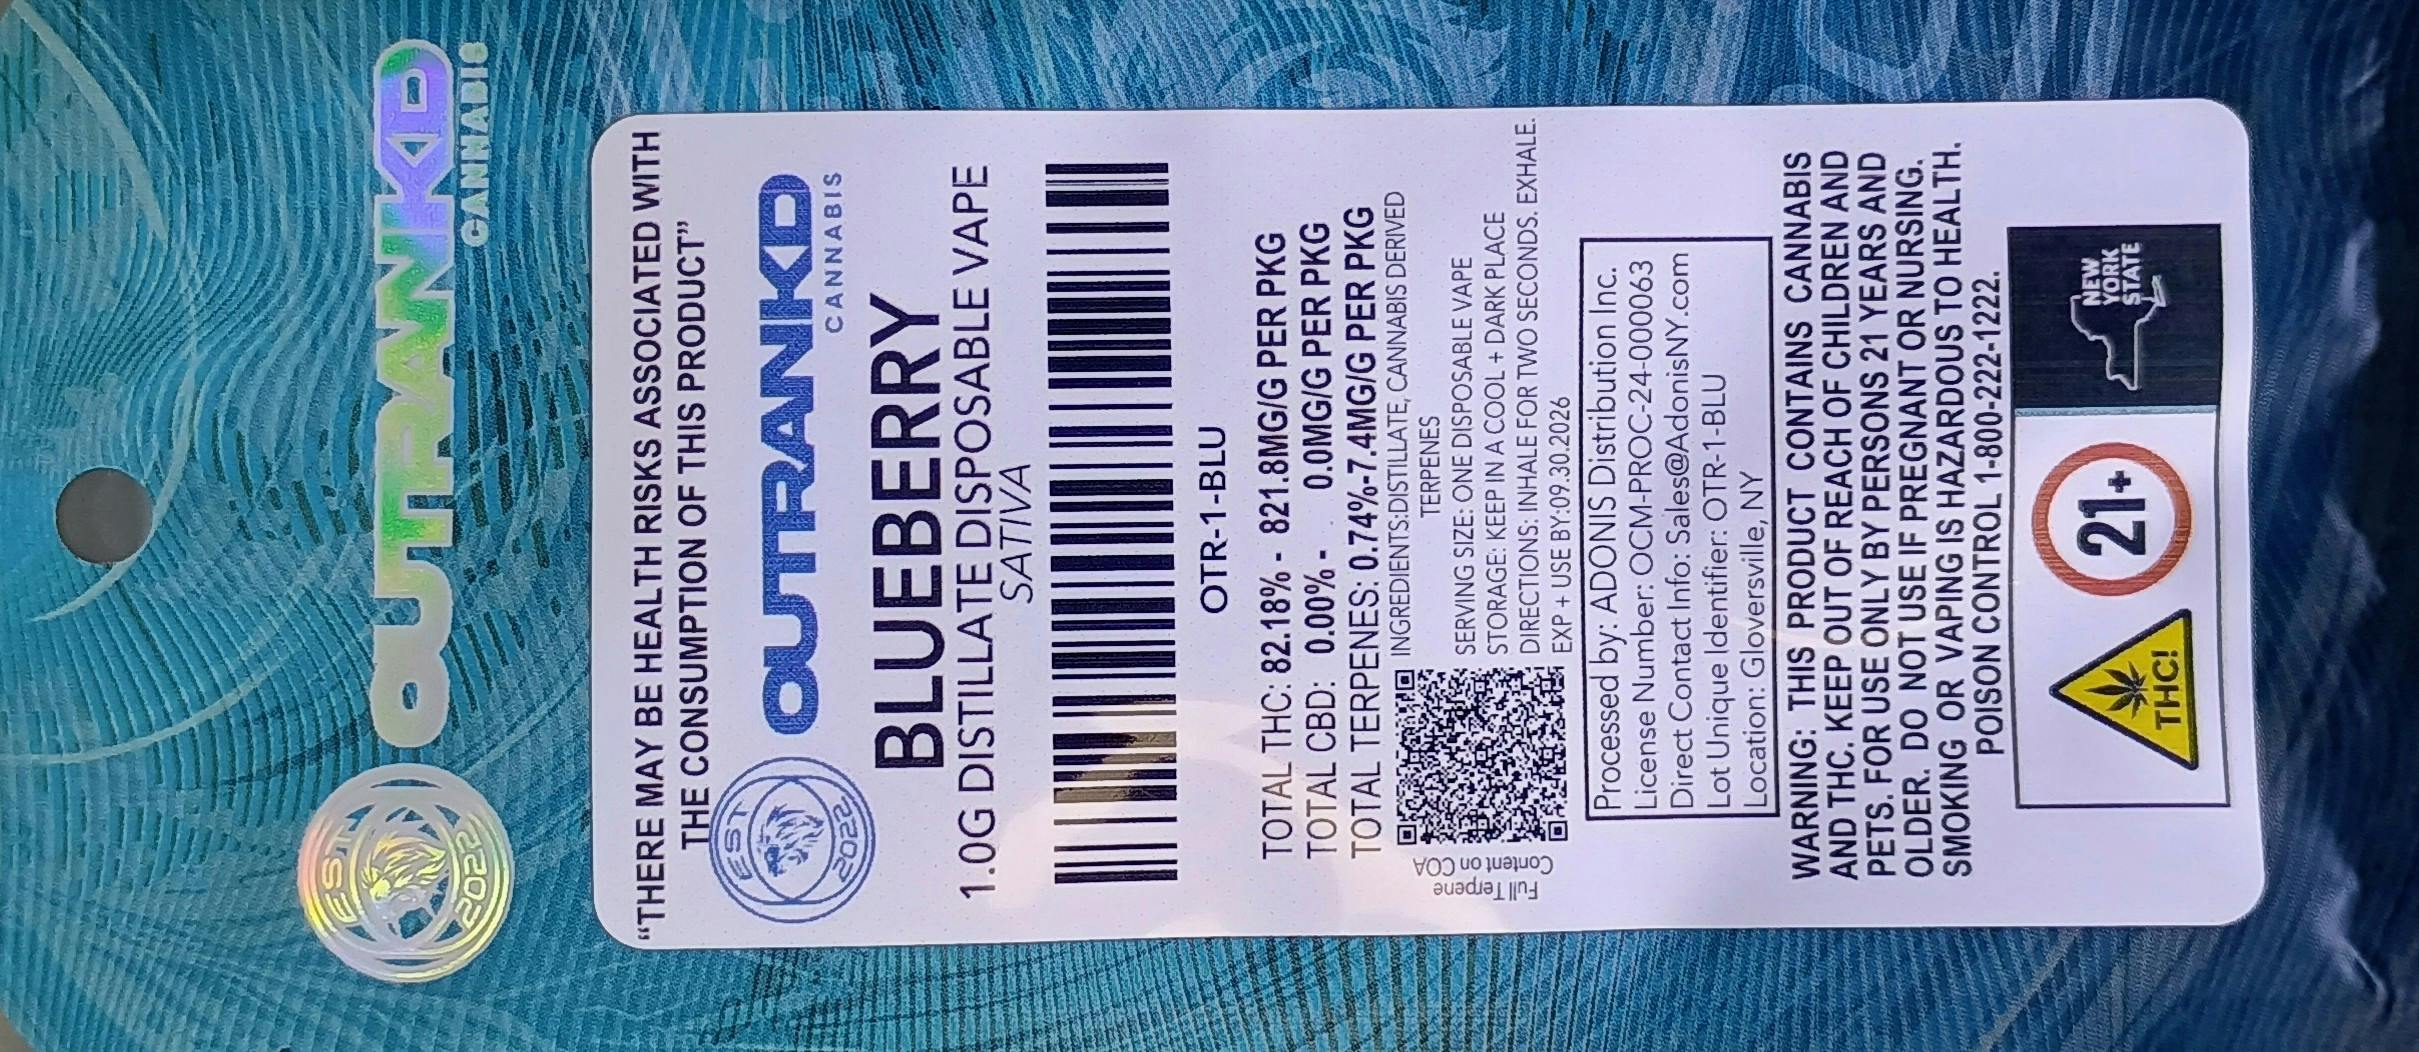 OUTRANKD
CANNABIS
EST
2022
“THERE MAY BE HEALTH RISKS ASSOCIATED WITH
THE CONSUMPTION OF THIS PRODUCT”
EST
2022
OUTRANKD
CANNABIS
BLUEBERRY
1.0G DISTILLATE DISPOSABLE VAPE
SATIVA
OTR-1-BLU
TOTAL THC: 82.18% - 821.8MG/G PER PKG
TOTAL CBD: 0.00% - 0.0MG/G PER PKG
TOTAL TERPENES: 0.74%-7.4MG/G PER PKG
Full Terpene
Content on COA
INGREDIENTS:DISTILLATE, CANNABIS DERIVED
TERPENES
SERVING SIZE: ONE DISPOSABLE VAPE
STORAGE: KEEP IN A COOL + DARK PLACE
DIRECTIONS: INHALE FOR TWO SECONDS. EXHALE.
EXP + USE BY:09.30.2026
Processed by: ADONIS Distribution Inc.
License Number: OCM-PROC-24-000063
Direct Contact Info: Sales@AdonisNY.com
Lot Unique Identifier: OTR-1-BLU
Location: Gloversville, NY
WARNING: THIS PRODUCT CONTAINS CANNABIS
AND THC. KEEP OUT OF REACH OF CHILDREN AND
PETS. FOR USE ONLY BY PERSONS 21 YEARS AND
OLDER. DO NOT USE IF PREGNANT OR NURSING.
SMOKING OR VAPING IS HAZARDOUS TO HEALTH.
POISON CONTROL 1-800-222-1222.
THC!
21+
NEW
YORK
STATE